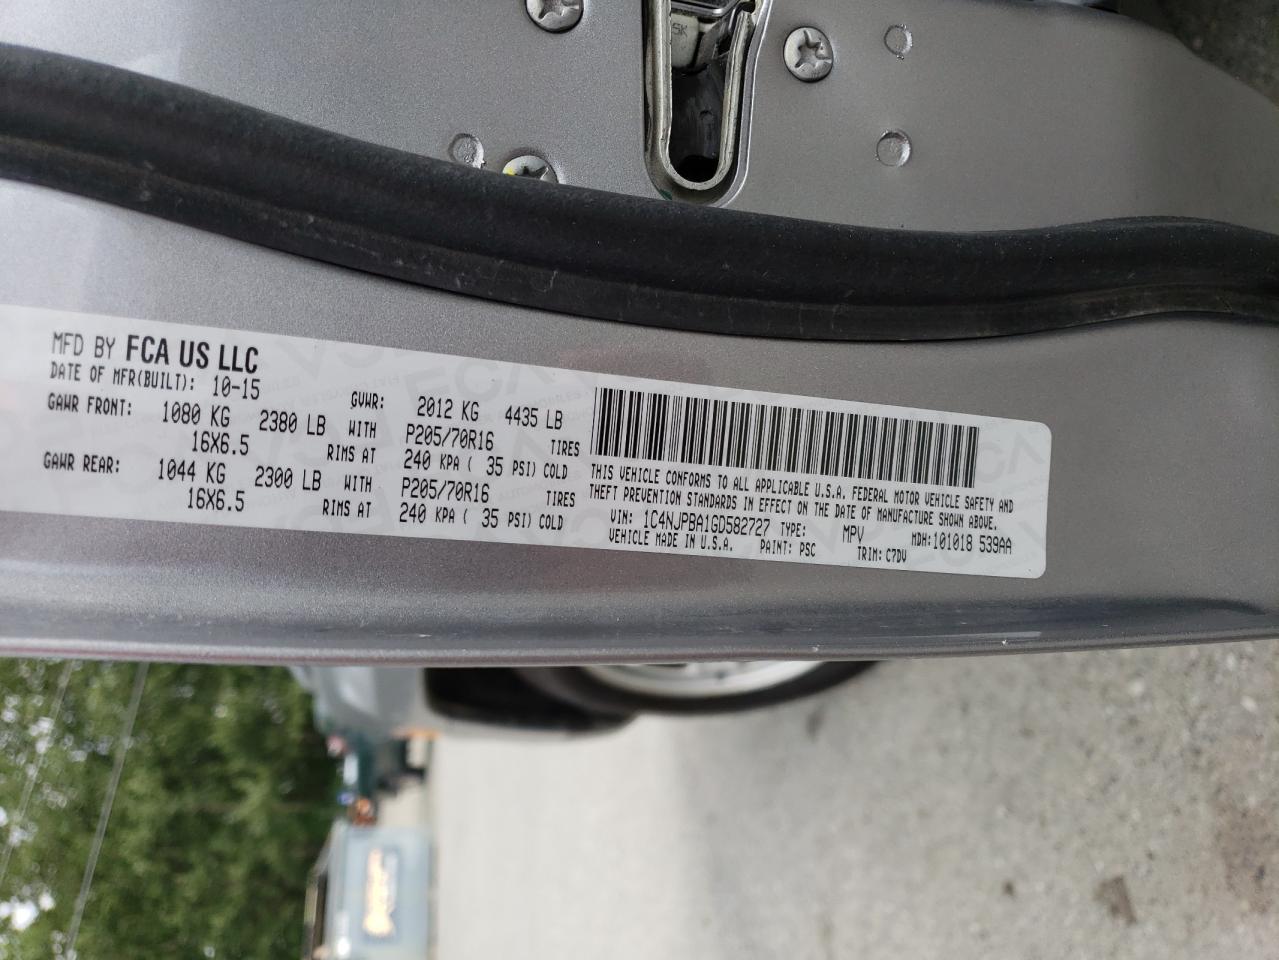 SK
MFD BY FCA US LLC
DATE OF MFR(BUILT): 10-15 GVWR: 2012 KG 4435 LB
GAWR FRONT: 1080 KG 2380 LB WITH P205/70R16 TIRES
16X6.5 RIMS AT 240 KPA ( 35 PSI) COLD
GAWR REAR: 1044 KG 2300 LB WITH P205/70R16 TIRES
16X6.5 RIMS AT 240 KPA ( 35 PSI) COLD
THIS VEHICLE CONFORMS TO ALL APPLICABLE U.S.A. FEDERAL MOTOR VEHICLE SAFETY AND
THEFT PREVENTION STANDARDS IN EFFECT ON THE DATE OF MANUFACTURE SHOWN ABOVE.
VIN: 1C4NJPBA1GD582727 TYPE: MPV MDH:101018 539AA
VEHICLE MADE IN U.S.A. PAINT: PSC TRIM: C7DV